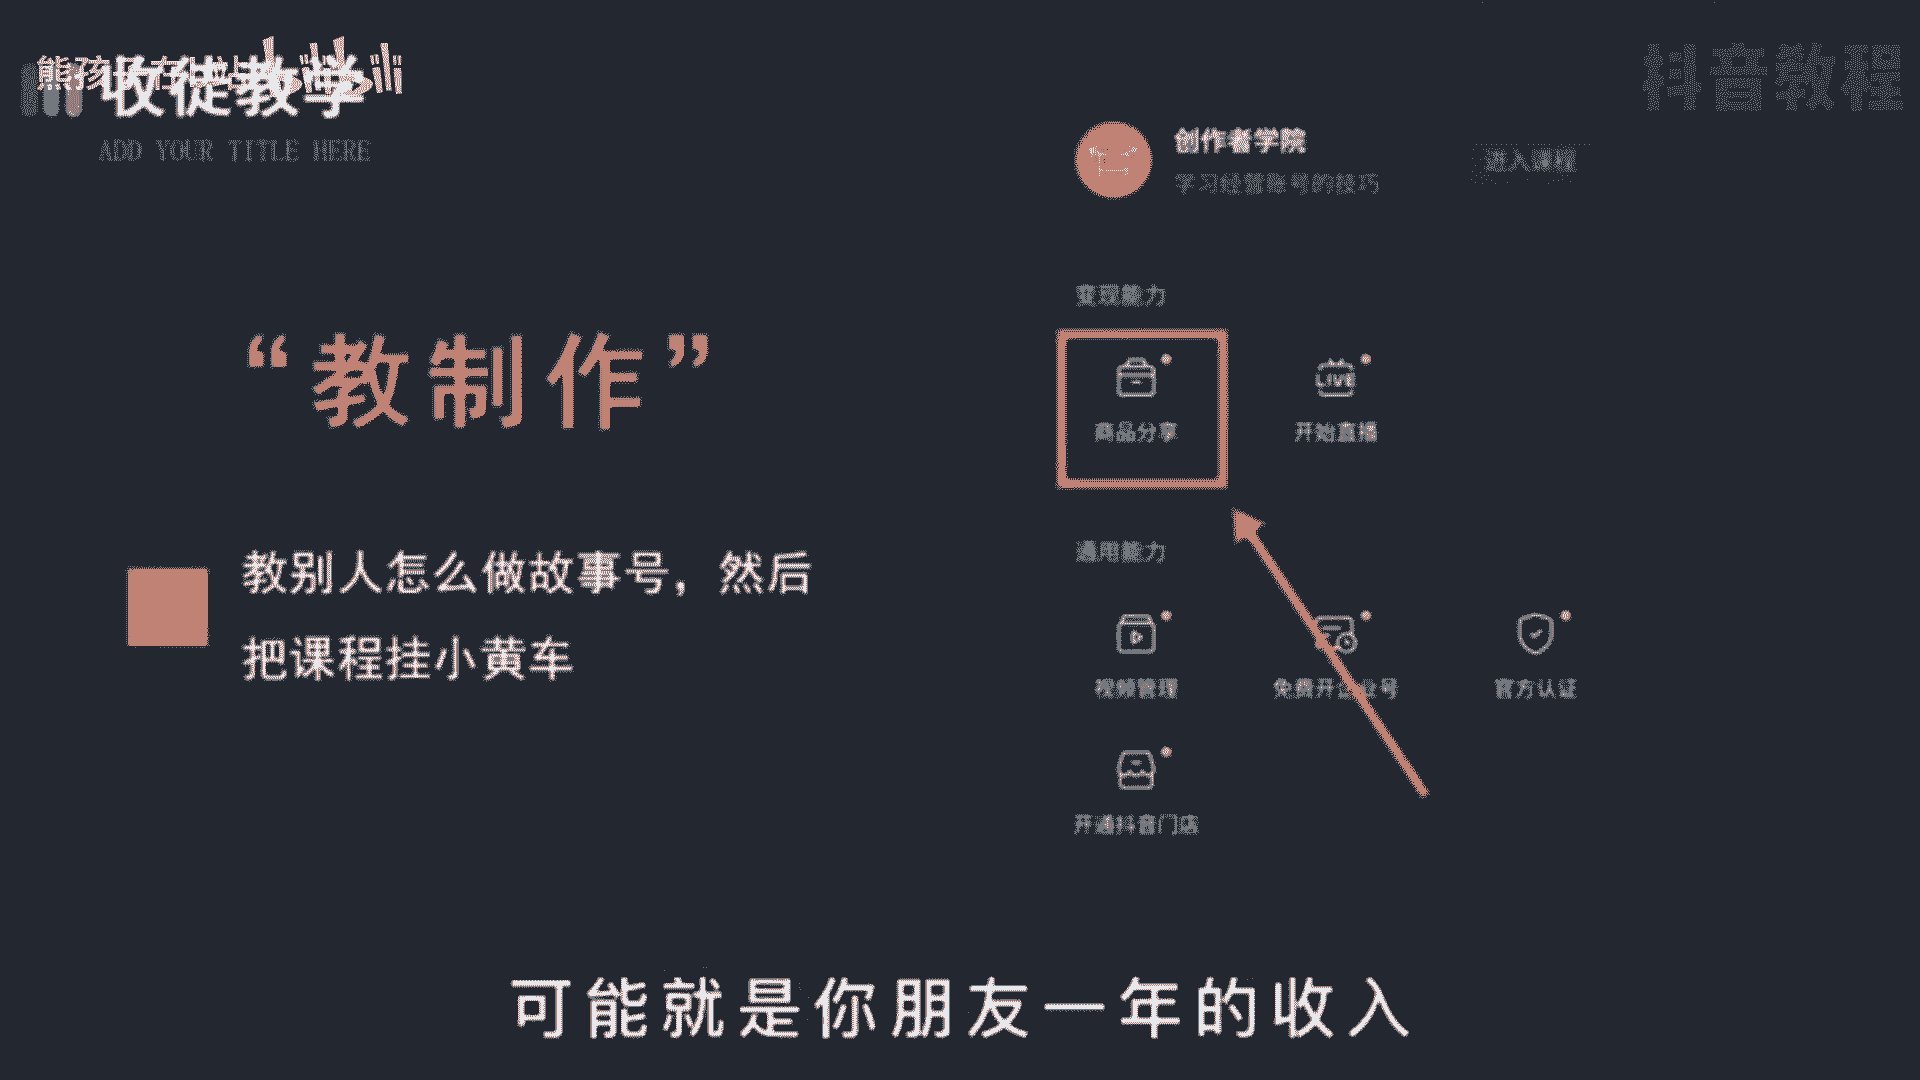 收徒教学
ADD YOUR TITLE HERE
抖音教程
创作者学院
学习经营账号的技巧
进入课程
变现能力
商品分享
开始直播
“教制作”
教别人怎么做故事号，然后
把课程挂小黄车
通用能力
视频管理
免费开企业号
官方认证
开通抖音门店
可能就是你朋友一年的收入